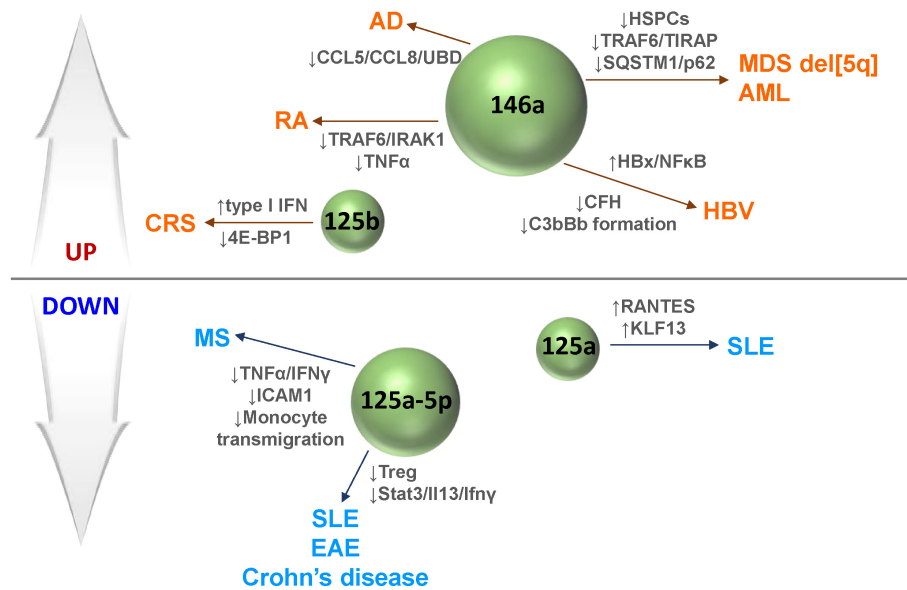 AD
↓CCL5/CCL8/UBD
146a
↓HSPCs
↓TRAF6/TIRAP
↓SQSTM1/p62
MDS del[5q]
AML
RA
↓TRAF6/IRAK1
↓TNFα
↑HBx/NFκB
↓CFH
↓C3bBb formation
HBV
CRS
↑type I IFN
↓4E-BP1
125b
UP
DOWN
MS
↓TNFα/IFNγ
↓ICAM1
↓Monocyte
transmigration
125a-5p
125a
↑RANTES
↑KLF13
SLE
↓Treg
↓Stat3/Il13/Ifnγ
SLE
EAE
Crohn’s disease